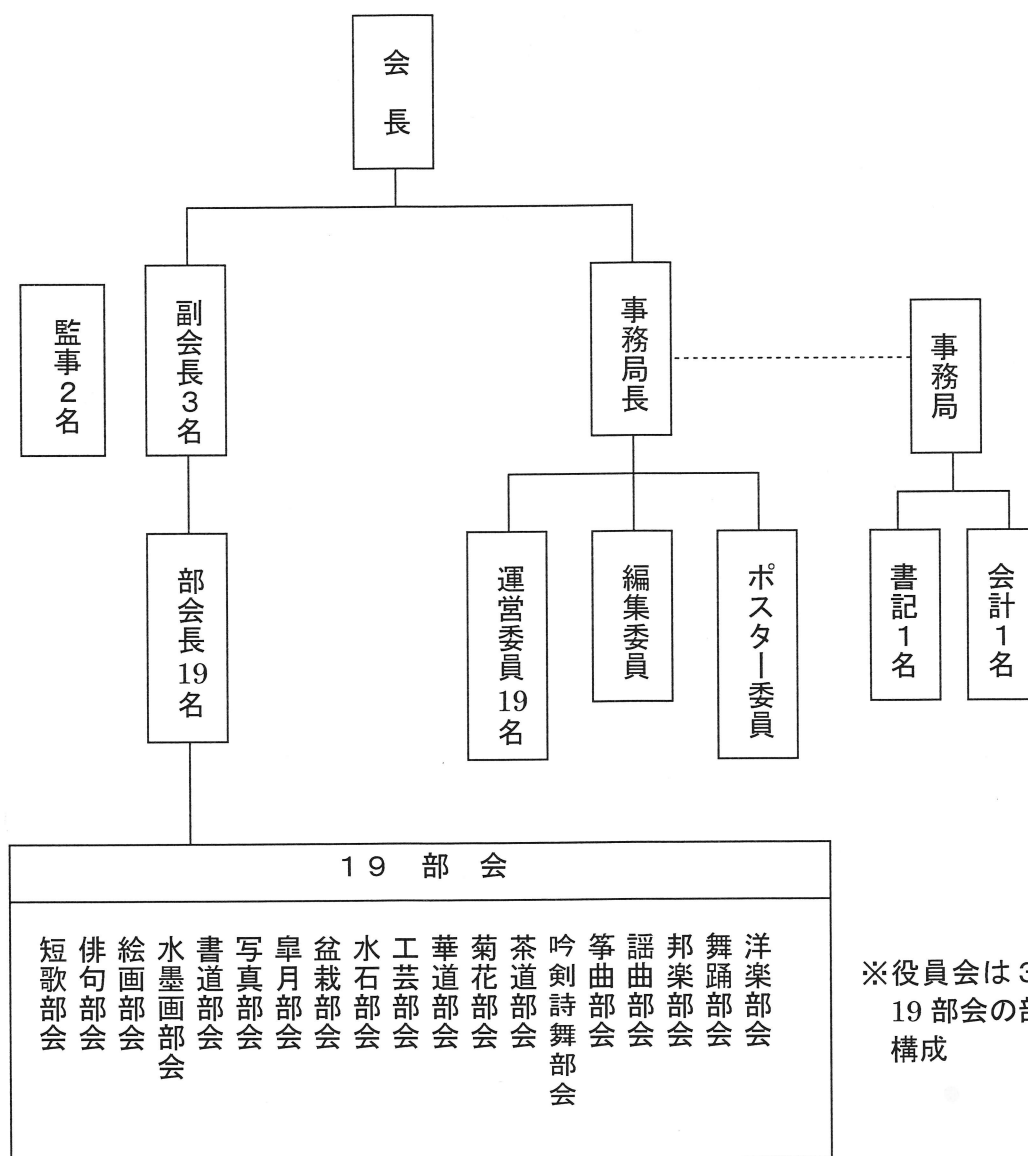 会長
監事2名
副会長3名
事務局長
事務局
部会長19名
運営委員19名
編集委員
ポスター委員
書記1名
会計1名
19 部 会
短歌部会
俳句部会
絵画部会
水墨画部会
書道部会
写真部会
皐月部会
盆栽部会
水石部会
工芸部会
華道部会
菊花部会
茶道部会
吟剣詩舞部会
筝曲部会
謡曲部会
邦楽部会
舞踊部会
洋楽部会
※役員会は3
19部会の部
構成